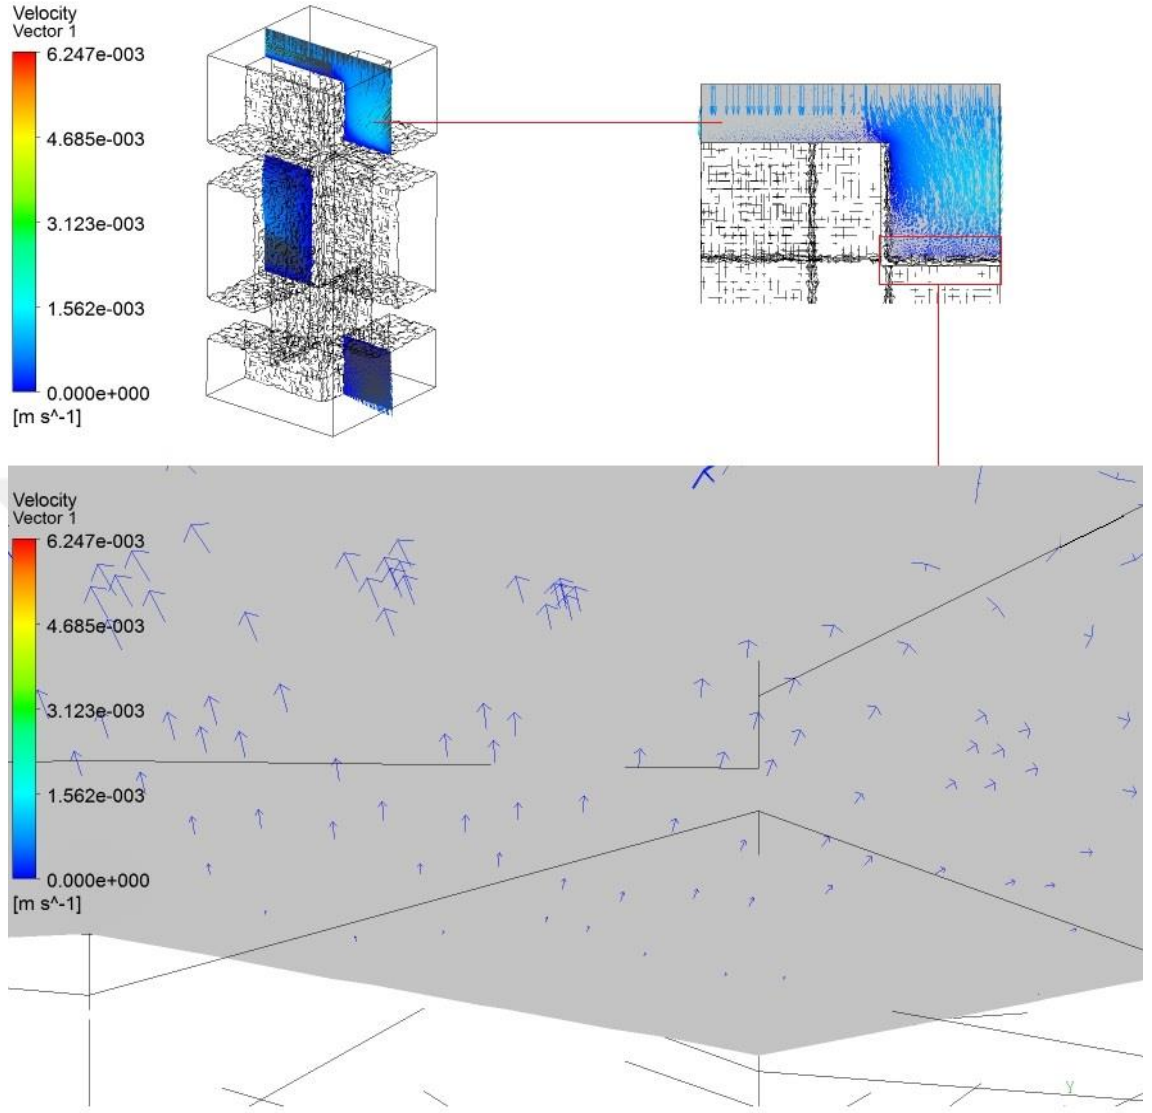 Velocity
Vector 1
6.247e-003
4.685e-003
3.123e-003
1.562e-003
0.000e+000
[m s^-1]
Velocity
Vector 1
6.247e-003
4.685e-003
3.123e-003
1.562e-003
0.000e+000
[m s^-1]
Y